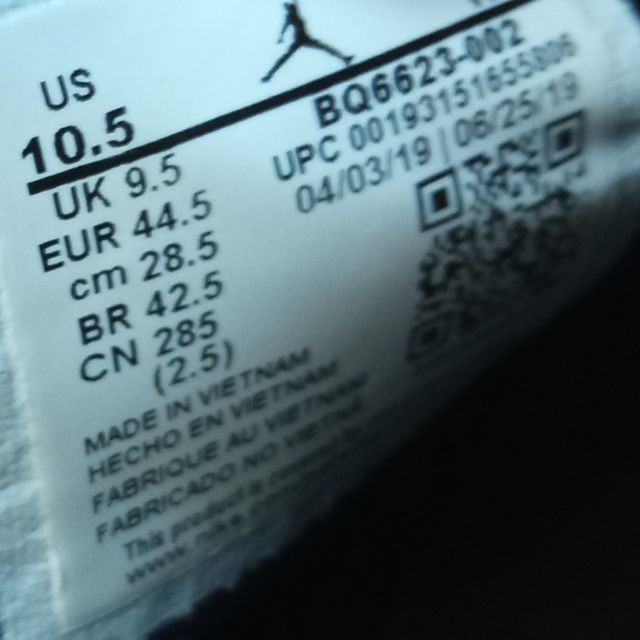 US
10.5
UK 9.5
EUR 44.5
cm 28.5
BR 42.5
CN 285
(2.5)
BQ6623-002
UPC
04/03/19 | 06/25/19
MADE IN VIETNAM
HECHO EN VIETNAM
FABRIQUE AU VIETNAM
FABRICADO NO VIETNAM
This product is
www.